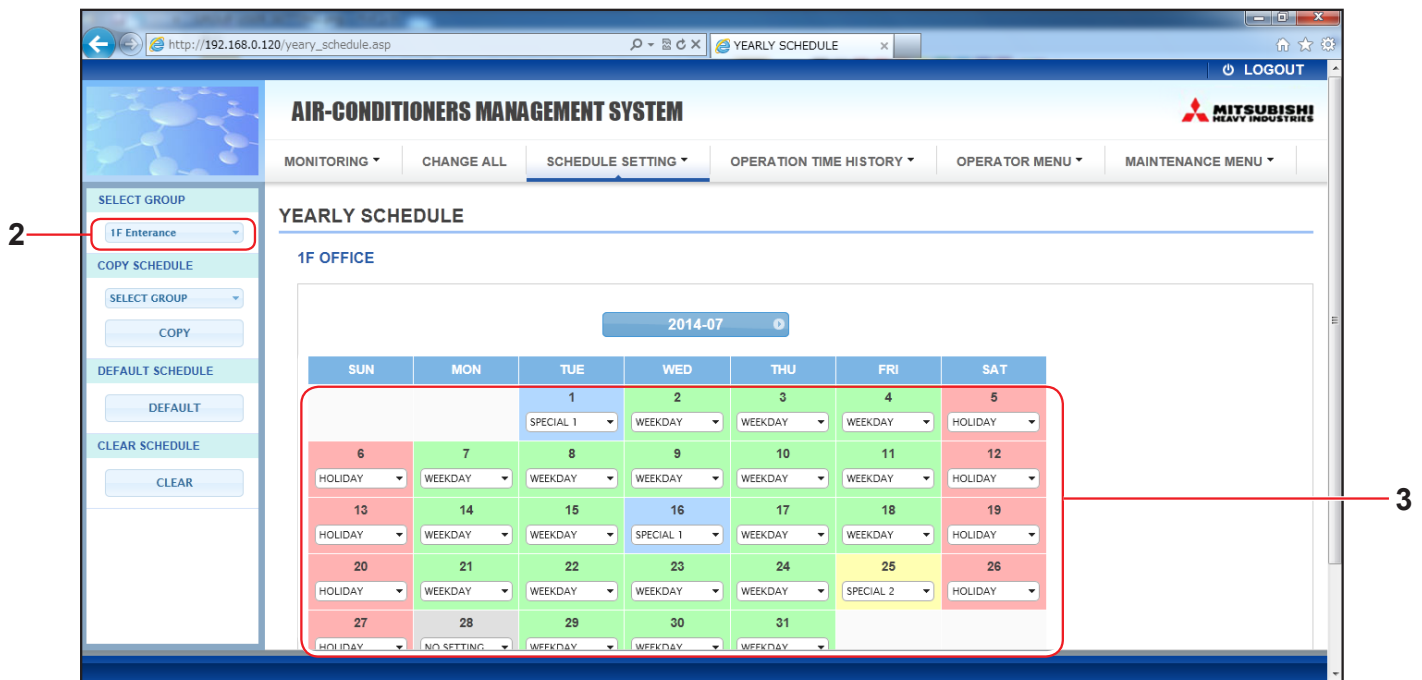 http://192.168.0.120/yeary_schedule.asp
YEARLY SCHEDULE
LOGOUT
AIR-CONDITIONERS MANAGEMENT SYSTEM
MITSUBISHI
HEAVY INDUSTRIES
MONITORING CHANGE ALL SCHEDULE SETTING OPERATION TIME HISTORY OPERATOR MENU MAINTENANCE MENU
SELECT GROUP
2
1F Enterance
COPY SCHEDULE
SELECT GROUP
COPY
DEFAULT SCHEDULE
DEFAULT
CLEAR SCHEDULE
CLEAR
YEARLY SCHEDULE
1F OFFICE
2014-07
SUN MON TUE WED THU FRI SAT
1 2 3 4 5
SPECIAL 1 WEEKDAY WEEKDAY WEEKDAY HOLIDAY
6 7 8 9 10 11 12
HOLIDAY WEEKDAY WEEKDAY WEEKDAY WEEKDAY WEEKDAY HOLIDAY
3
13 14 15 16 17 18 19
HOLIDAY WEEKDAY WEEKDAY SPECIAL 1 WEEKDAY WEEKDAY HOLIDAY
20 21 22 23 24 25 26
HOLIDAY WEEKDAY WEEKDAY WEEKDAY WEEKDAY SPECIAL 2 HOLIDAY
27 28 29 30 31
HOLIDAY NO SETTING WEEKDAY WEEKDAY WEEKDAY